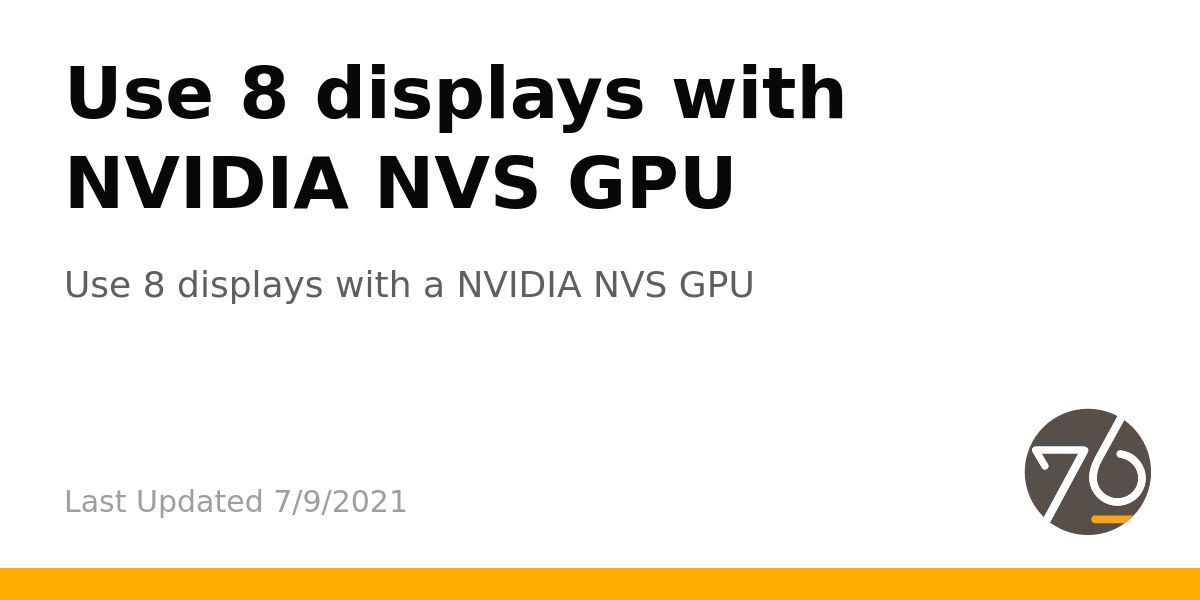 Use 8 displays with
NVIDIA NVS GPU
Use 8 displays with a NVIDIA NVS GPU
Last Updated 7/9/2021
76